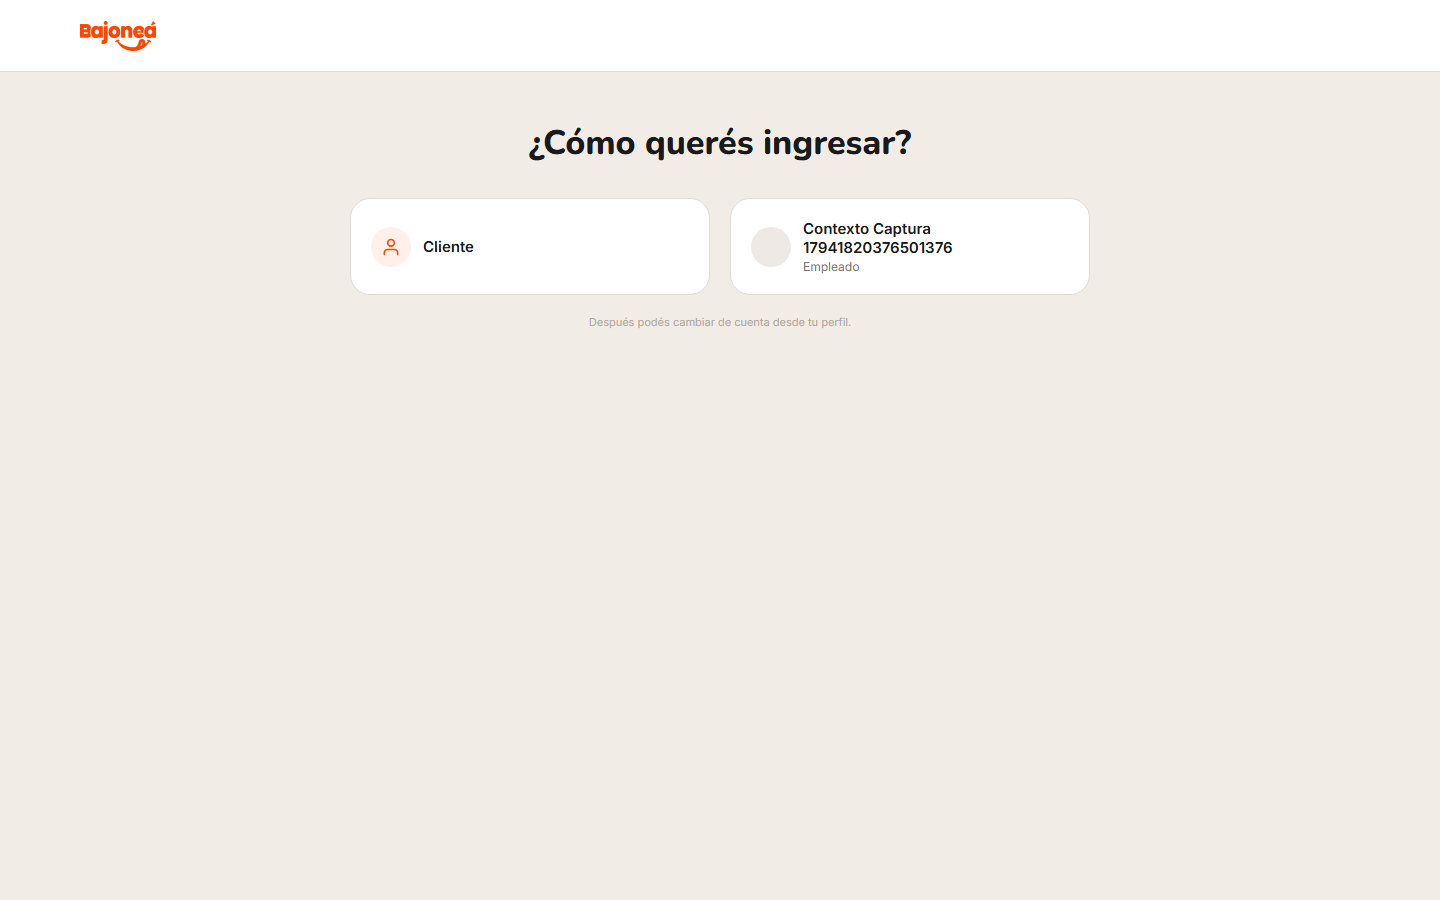 Bajoneá
¿Cómo querés ingresar?
Cliente
Contexto Captura
17941820376501376
Empleado
Después podés cambiar de cuenta desde tu perfil.